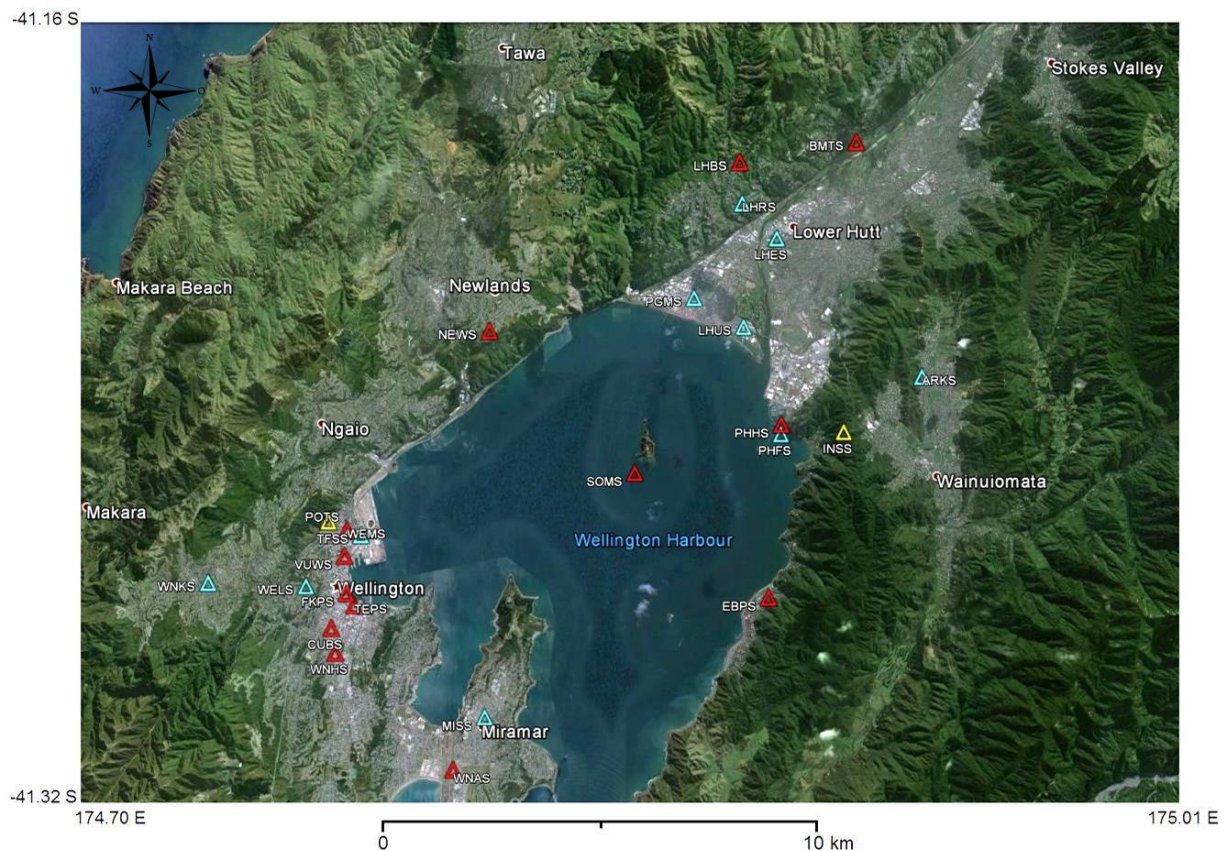 -41.16 S
N
W
O
S
Tawa
Stokes Valley
BMTS
LHBS
LHRS
Lower Hutt
LHES
Makara Beach
Newlands
PGMS
LHUS
NEWS
ARKS
Ngaio
PHHS
PHFS
INSS
SOMS
Wainuiomata
Makara
POTS
TFSS
WEMS
Wellington Harbour
VUWS
WNKS
WELS
Wellington
FKPS
TEPS
EBPS
CUBS
WNHS
MISS
Miramar
WNAS
-41.32 S
174.70 E
175.01 E
0
10 km